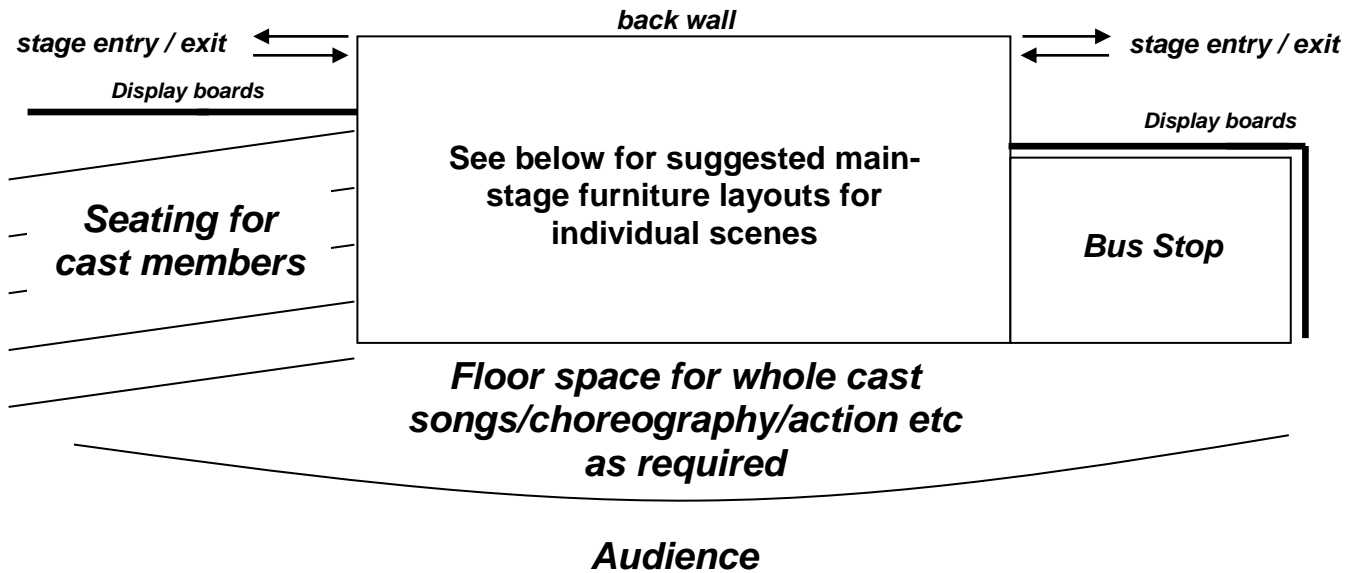 back wall
stage entry / exit
stage entry / exit
Display boards
Display boards
See below for suggested main-
stage furniture layouts for
individual scenes
Seating for
cast members
Bus Stop
Floor space for whole cast
songs/choreography/action etc
as required
Audience